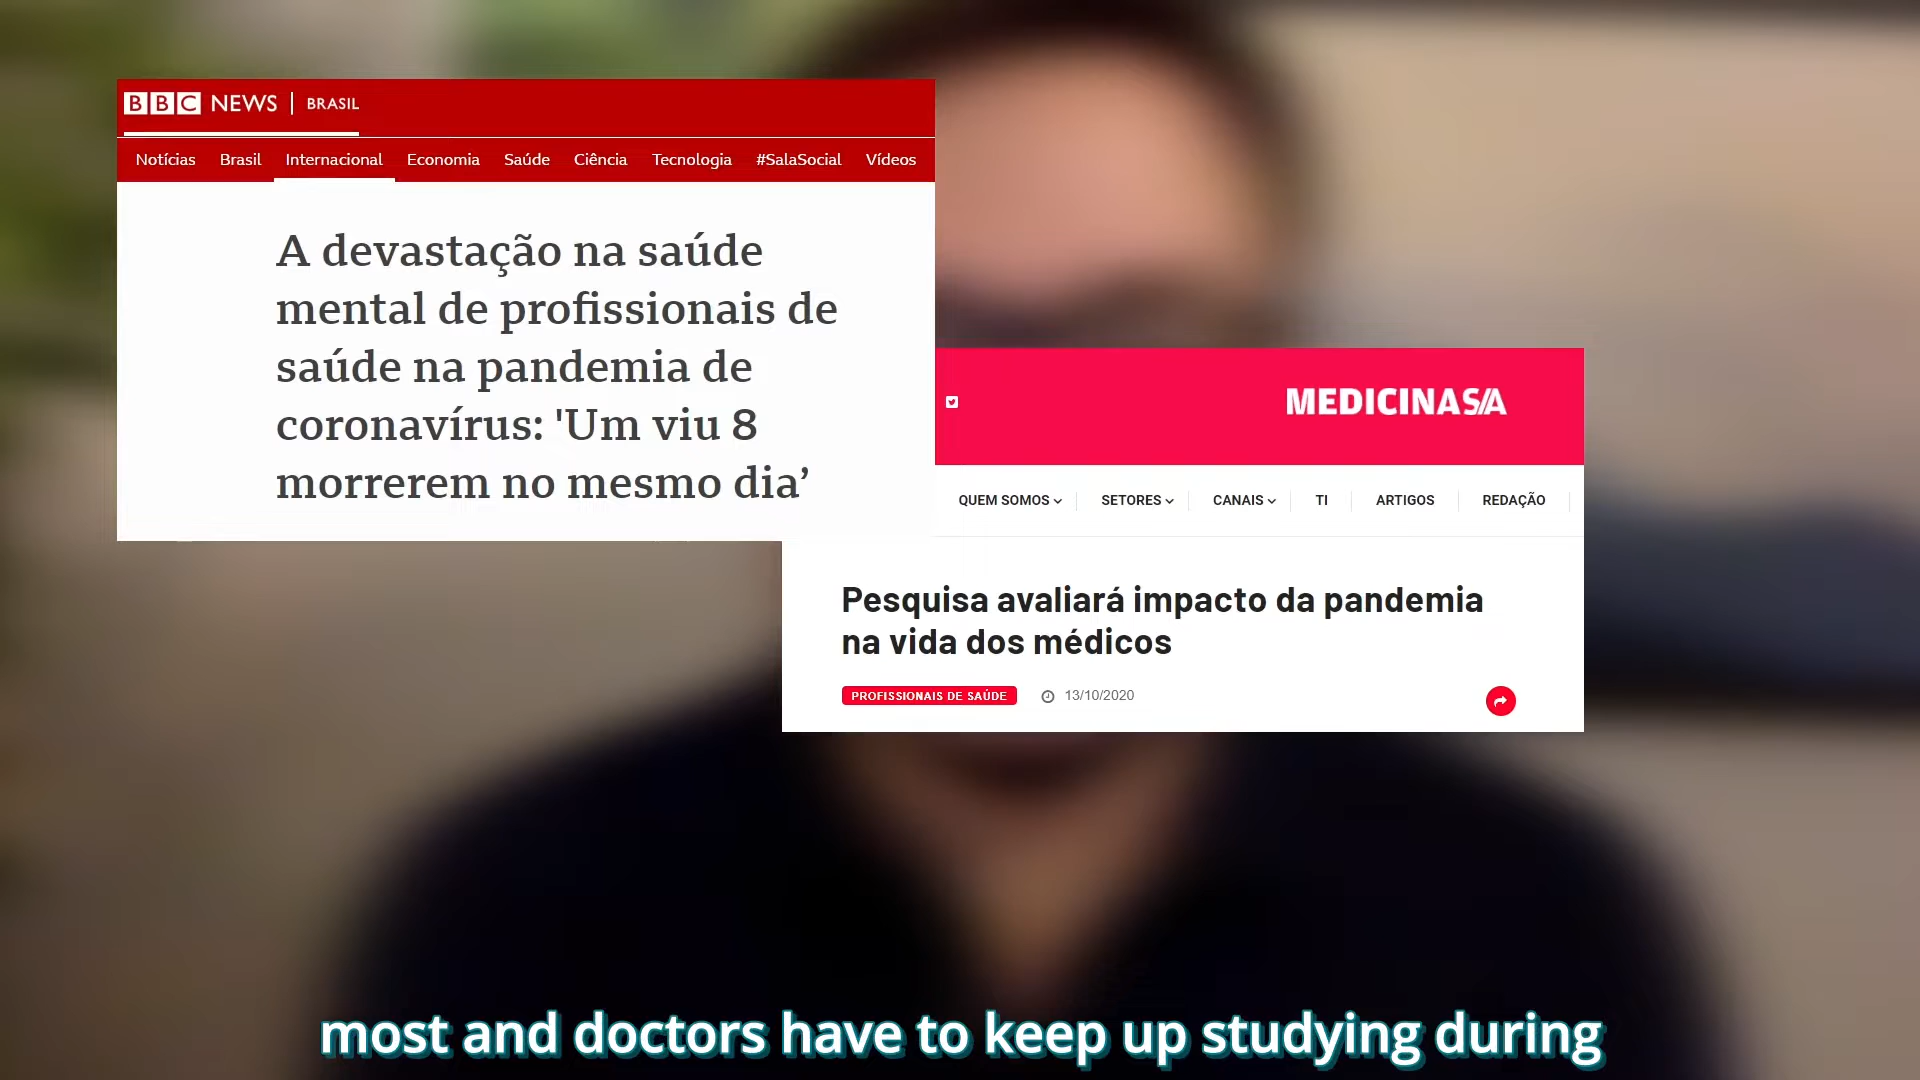 BBC NEWS | BRASIL
Notícias Brasil Internacional Economia Saúde Ciência Tecnologia #SalaSocial Vídeos
A devastação na saúde
mental de profissionais de
saúde na pandemia de
coronavírus: 'Um viu 8
morrerem no mesmo dia’
MEDICINAS/A
QUEM SOMOS SETORES CANAIS TI ARTIGOS REDAÇÃO
Pesquisa avaliará impacto da pandemia
na vida dos médicos
PROFISSIONAIS DE SAÚDE 13/10/2020
most and doctors have to keep up studying during